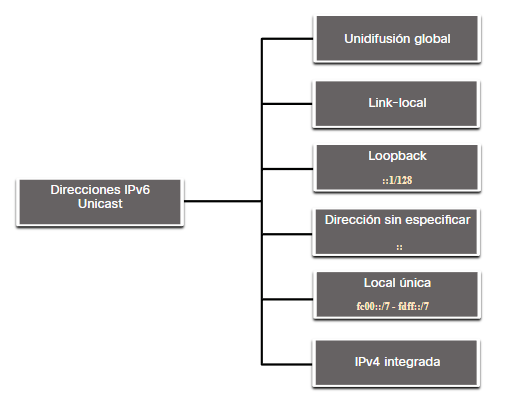 Unidifusión global
Link-local
Loopback
::1/128
Direcciones IPv6
Unicast
Dirección sin especificar
::
Local única
fc00::/7 - fdff::/7
IPv4 integrada